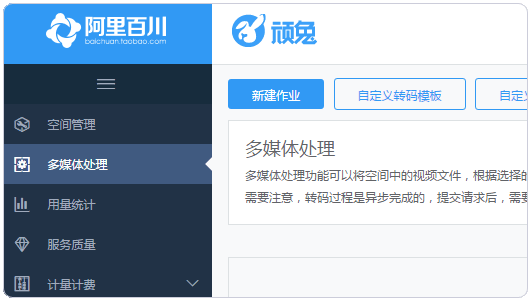 阿里百川
baichuan.taobao.com
顽兔
空间管理
多媒体处理
用量统计
服务质量
计量计费
新建作业
自定义转码模板
自定
多媒体处理
多媒体处理功能可以将空间中的视频文件，根据选择的
需要注意，转码过程是异步完成的，提交请求后，需要